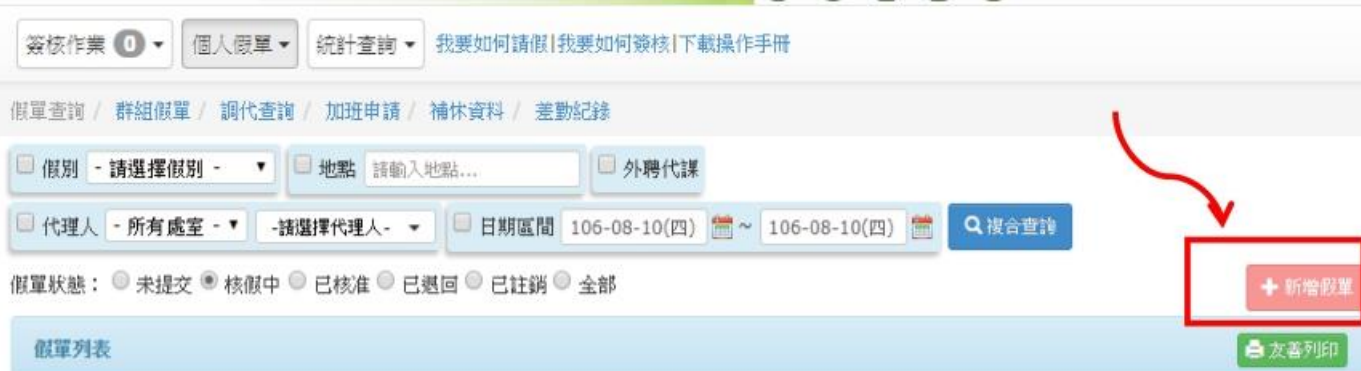 簽核作業 0 個人假單 統計查詢 我要如何請假|我要如何簽核|下載操作手冊
假單查詢 / 群組假單 / 調代查詢 / 加班申請 / 補休資料 / 差勤紀錄
假別 - 請選擇假別 - 地點 請輸入地點... 外聘代課
代理人 - 所有處室 - -請選擇代理人- 日期區間 106-08-10(四) ~ 106-08-10(四) 複合查詢
假單狀態： 未提交 核假中 已核准 已退回 已註銷 全部
+ 新增假單
假單列表 友善列印